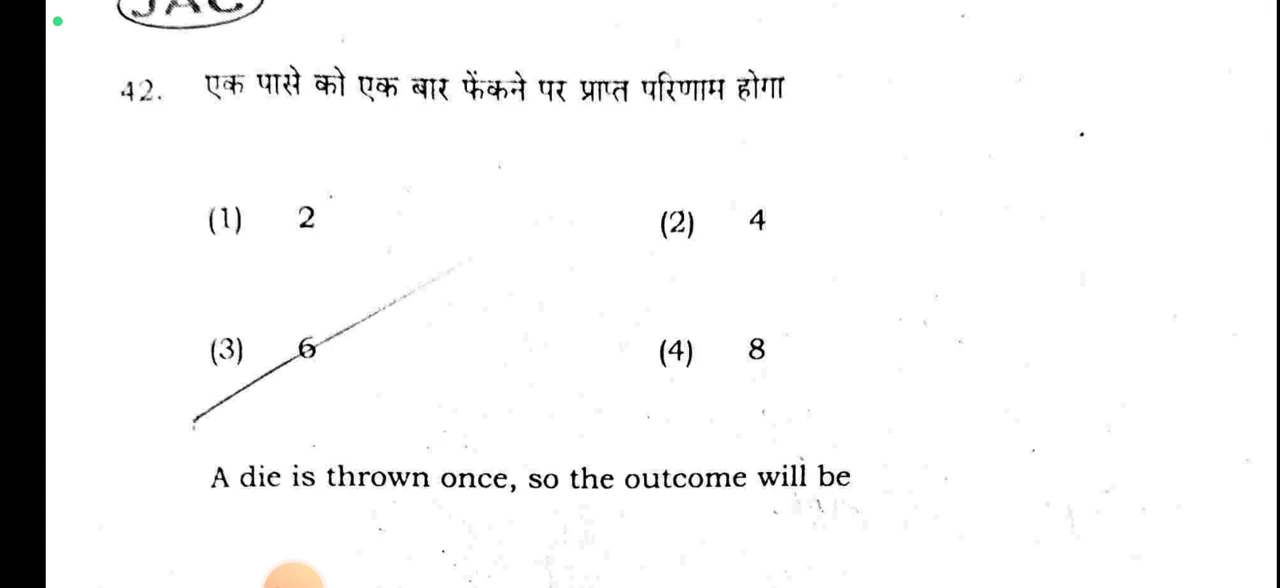 JAC
42. एक पासे को एक बार फेंकने पर प्राप्त परिणाम होगा
(1) 2 (2) 4
(3) 6 (4) 8
A die is thrown once, so the outcome will be